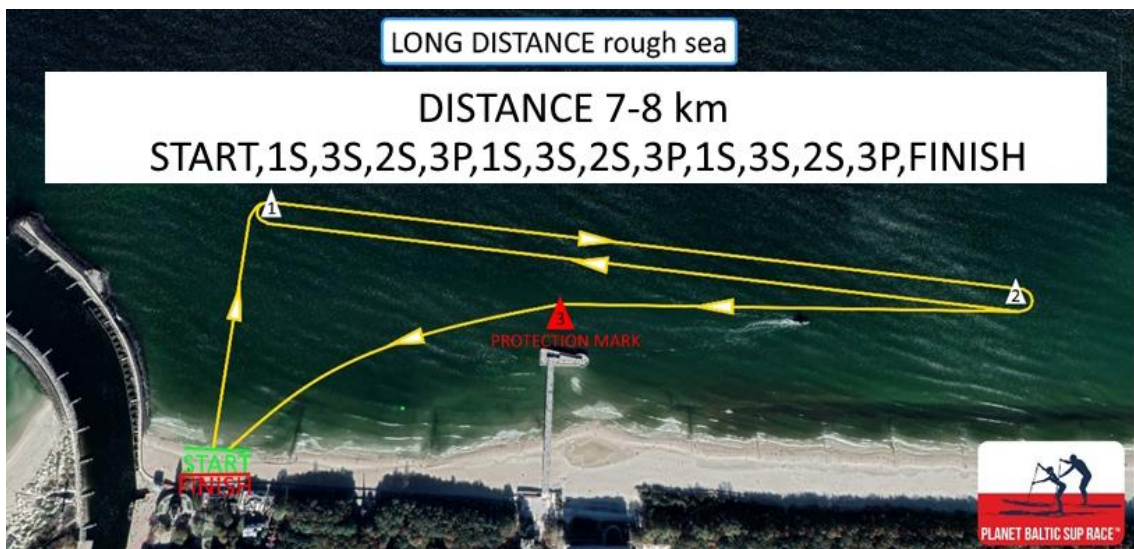 LONG DISTANCE rough sea
DISTANCE 7-8 km
START,1S,3S,2S,3P,1S,3S,2S,3P,1S,3S,2S,3P,FINISH
1
2
3
PROTECTION MARK
START
FINISH
PLANET BALTIC SUP RACE™